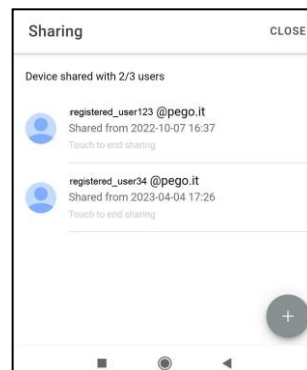 Sharing
CLOSE
Device shared with 2/3 users
registered_user123 @pego.it
Shared from 2022-10-07 16:37
Touch to end sharing
registered_user34 @pego.it
Shared from 2023-04-04 17:26
Touch to end sharing
+